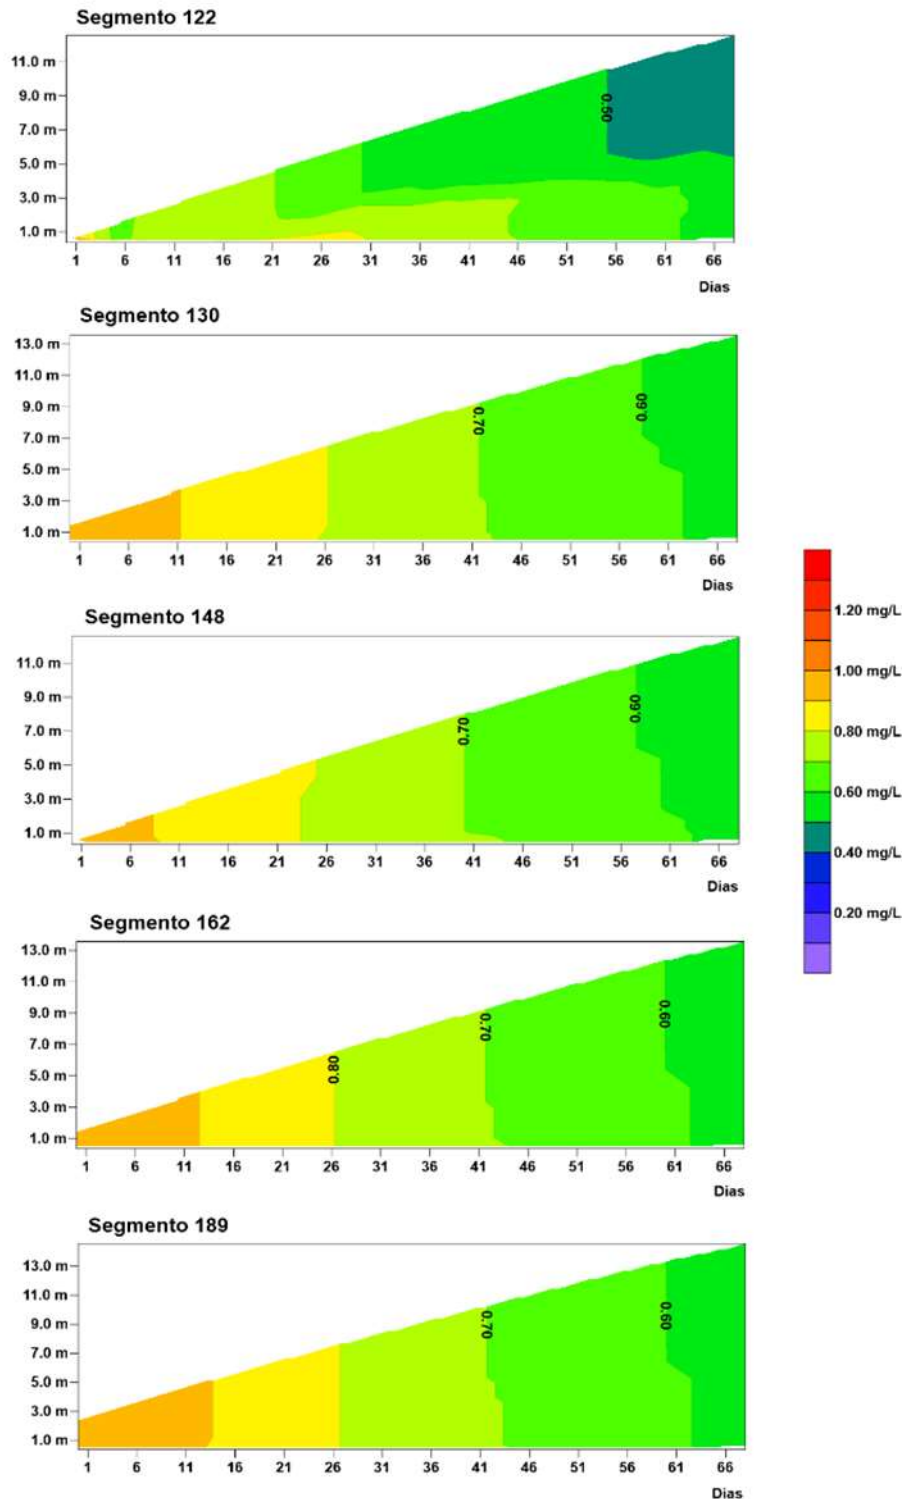 Segmento 122
11.0 m
9.0 m
7.0 m
5.0 m
3.0 m
1.0 m
0.50
1 6 11 16 21 26 31 36 41 46 51 56 61 66
Dias
Segmento 130
13.0 m
11.0 m
9.0 m
7.0 m
5.0 m
3.0 m
1.0 m
0.70
0.60
1 6 11 16 21 26 31 36 41 46 51 56 61 66
Dias
Segmento 148
11.0 m
9.0 m
7.0 m
5.0 m
3.0 m
1.0 m
0.70
0.60
1 6 11 16 21 26 31 36 41 46 51 56 61 66
Dias
Segmento 162
13.0 m
11.0 m
9.0 m
7.0 m
5.0 m
3.0 m
1.0 m
0.80
0.70
0.60
1 6 11 16 21 26 31 36 41 46 51 56 61 66
Dias
Segmento 189
13.0 m
11.0 m
9.0 m
7.0 m
5.0 m
3.0 m
1.0 m
0.70
0.60
1 6 11 16 21 26 31 36 41 46 51 56 61 66
Dias
1.20 mg/L
1.00 mg/L
0.80 mg/L
0.60 mg/L
0.40 mg/L
0.20 mg/L